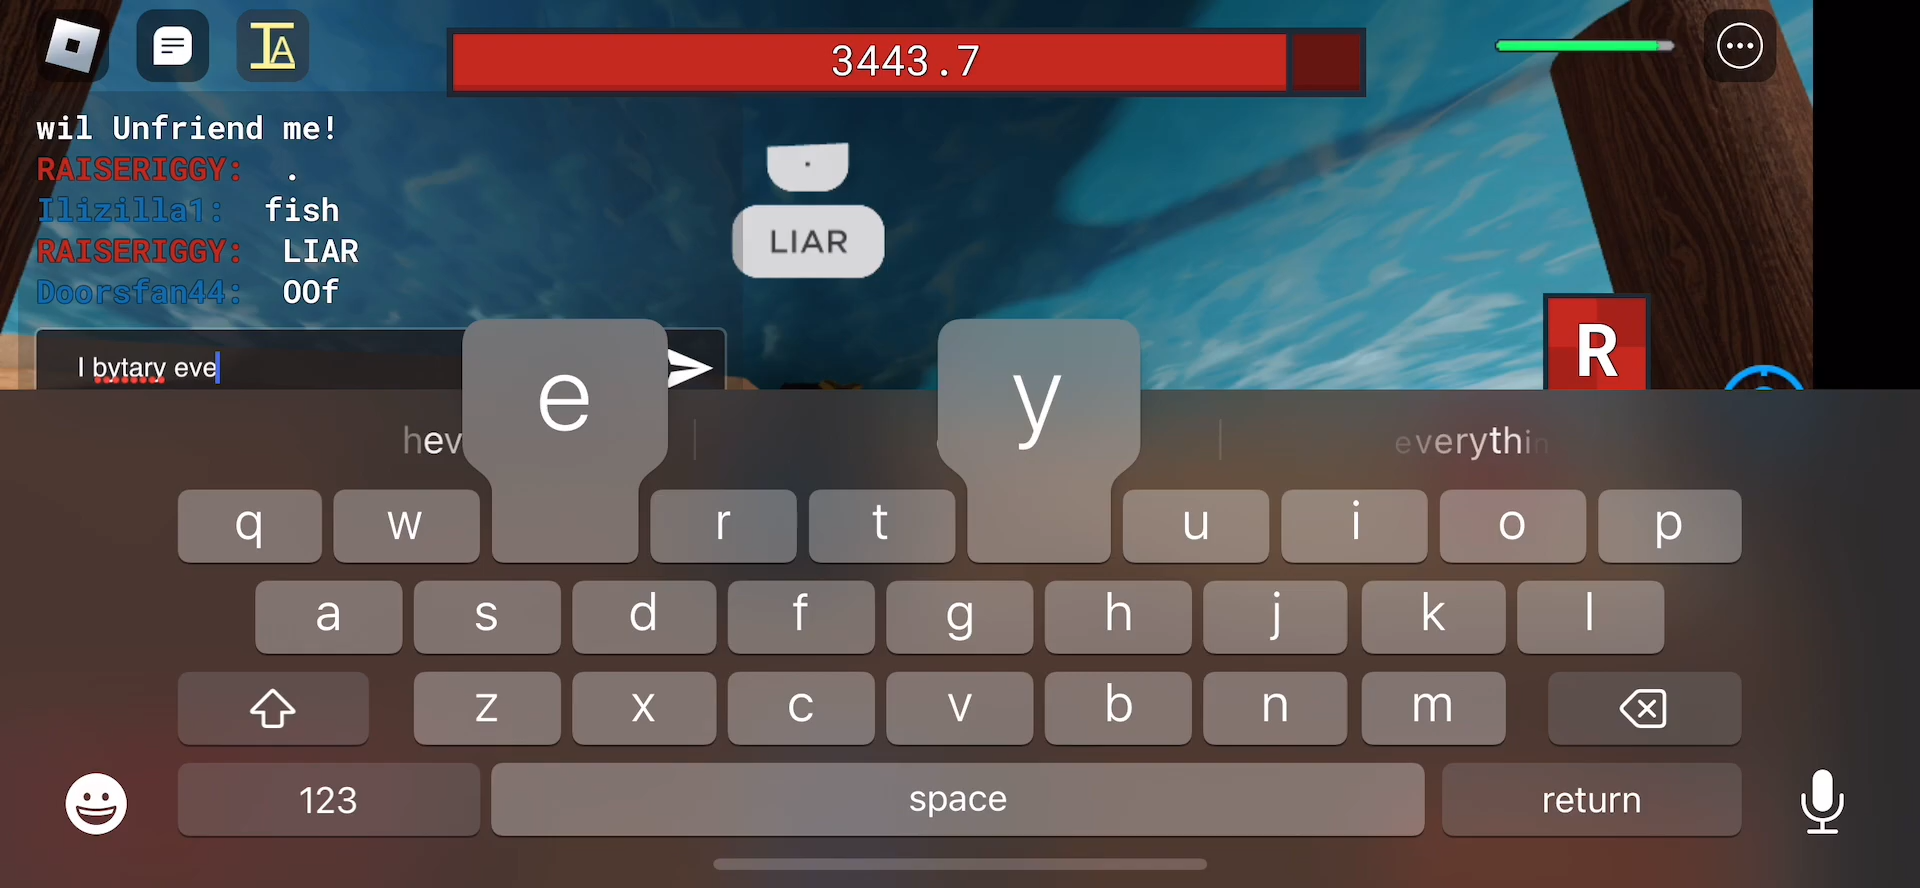 3443.7
wil Unfriend me!
RAISERIGGY: .
Ilizilla1: fish
RAISERIGGY: LIAR
Doorsfan44: OOf
.
LIAR
R
I bytary eve
e
y
hev
everythin
q w r t u i o p
a s d f g h j k l
z x c v b n m
123 space return